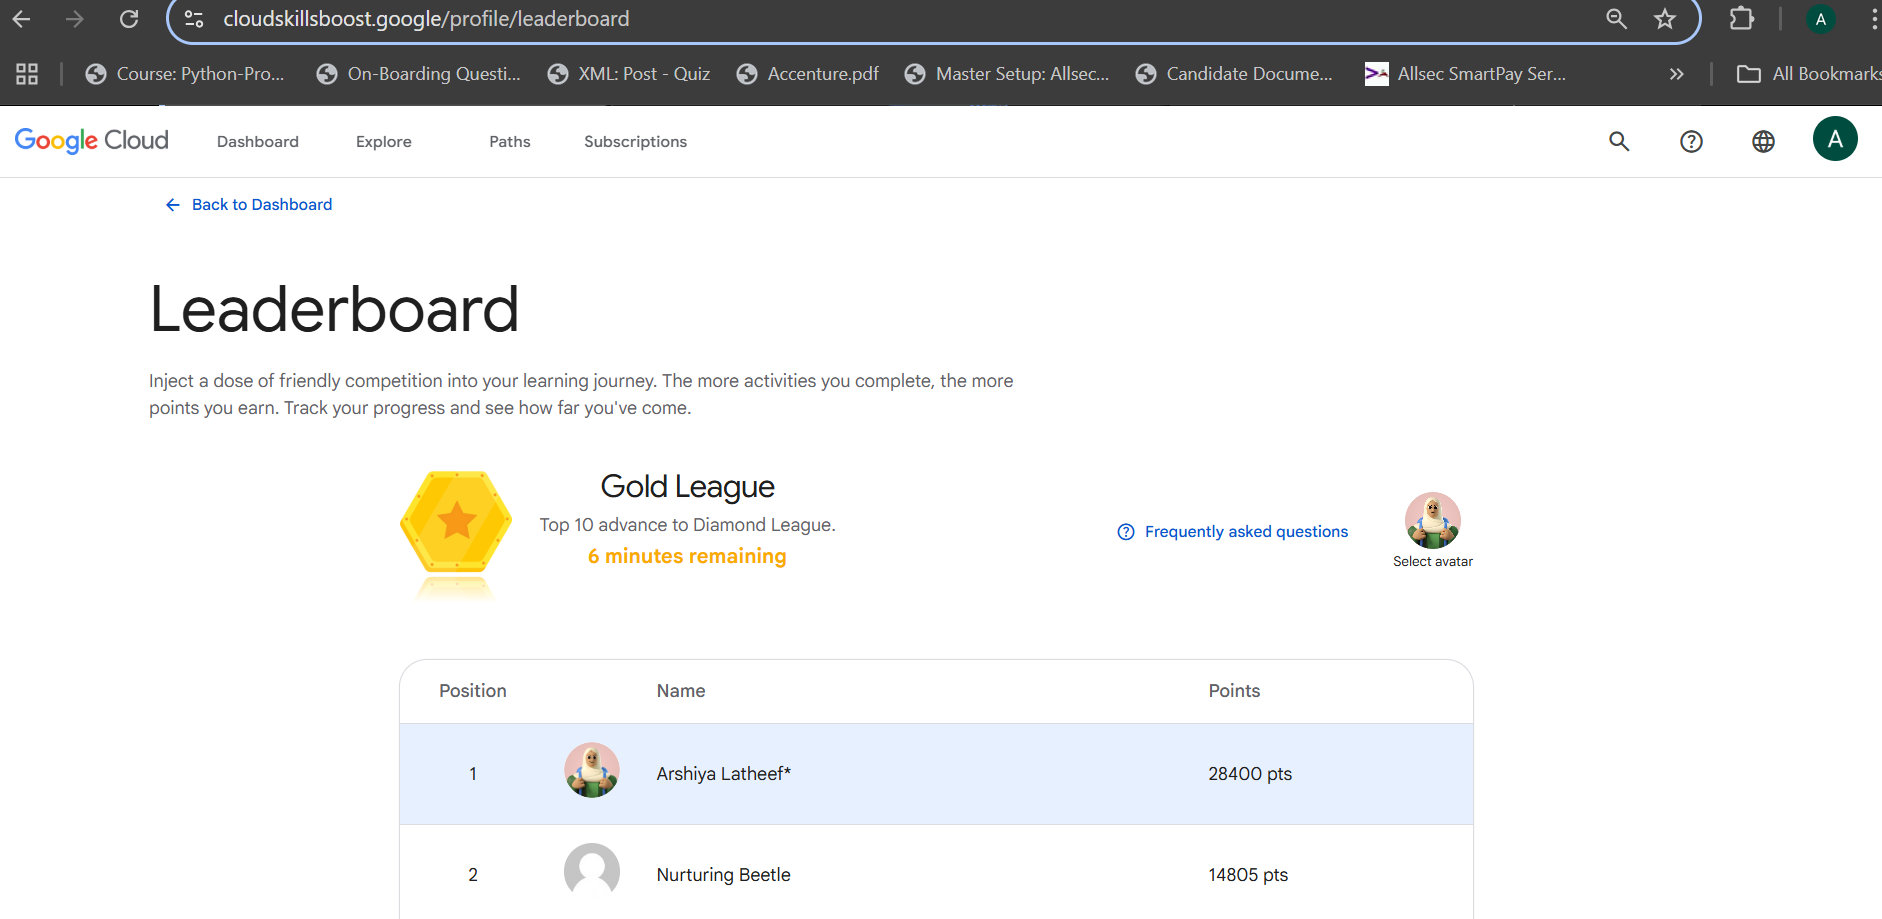 cloudskillsboost.google/profile/leaderboard
A
Course: Python-Pro...
On-Boarding Questi...
XML: Post - Quiz
Accenture.pdf
Master Setup: Allsec...
Candidate Docume...
Allsec SmartPay Ser...
All Bookmarks
Google Cloud
Dashboard
Explore
Paths
Subscriptions
A
Back to Dashboard
Leaderboard
Inject a dose of friendly competition into your learning journey. The more activities you complete, the more
points you earn. Track your progress and see how far you've come.
Gold League
Top 10 advance to Diamond League.
6 minutes remaining
Frequently asked questions
Select avatar
Position Name Points
1 Arshiya Latheef* 28400 pts
2 Nurturing Beetle 14805 pts